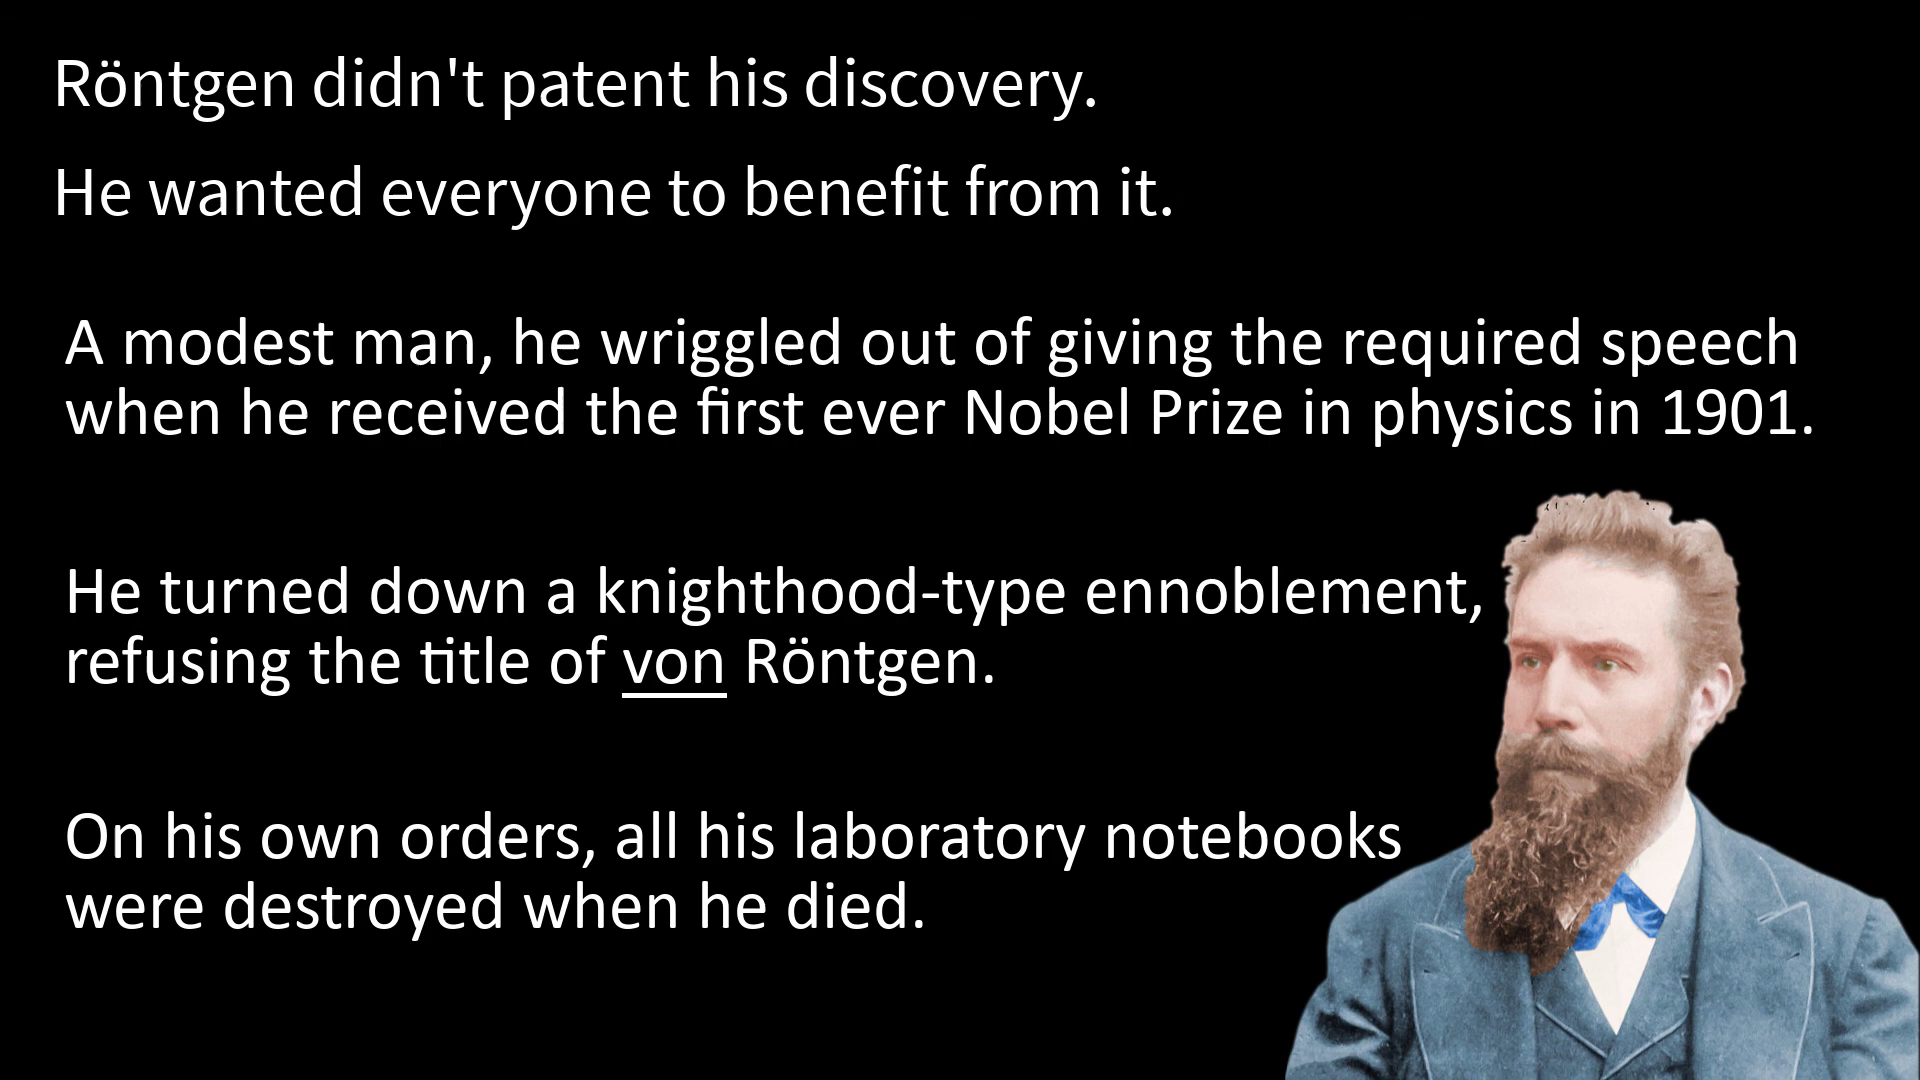 Röntgen didn't patent his discovery.
He wanted everyone to benefit from it.
A modest man, he wriggled out of giving the required speech
when he received the first ever Nobel Prize in physics in 1901.
He turned down a knighthood-type ennoblement,
refusing the title of von Röntgen.
On his own orders, all his laboratory notebooks
were destroyed when he died.